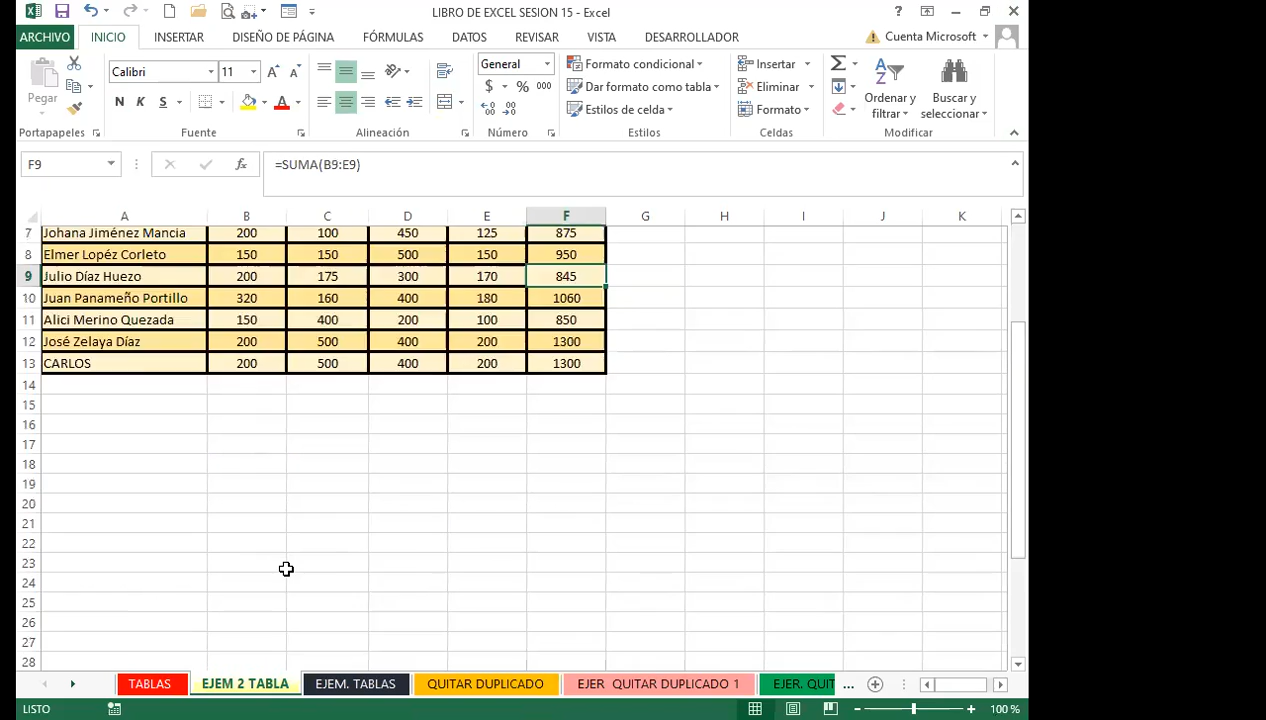 LIBRO DE EXCEL SESION 15 - Excel
ARCHIVO INICIO INSERTAR DISEÑO DE PÁGINA FÓRMULAS DATOS REVISAR VISTA DESARROLLADOR Cuenta Microsoft
Pegar
Calibri 11
N K S
General
$ % 000
Formato condicional
Dar formato como tabla
Estilos de celda
Insertar
Eliminar
Formato
Ordenar y filtrar
Buscar y seleccionar
Portapapeles Fuente Alineación Número Estilos Celdas Modificar
F9 fx =SUMA(B9:E9)
A B C D E F G H I J K
7 Johana Jiménez Mancia 200 100 450 125 875
8 Elmer Lopéz Corleto 150 150 500 150 950
9 Julio Díaz Huezo 200 175 300 170 845
10 Juan Panameño Portillo 320 160 400 180 1060
11 Alici Merino Quezada 150 400 200 100 850
12 José Zelaya Díaz 200 500 400 200 1300
13 CARLOS 200 500 400 200 1300
14
15
16
17
18
19
20
21
22
23
24
25
26
27
28
TABLAS EJEM 2 TABLA EJEM. TABLAS QUITAR DUPLICADO EJER QUITAR DUPLICADO 1 EJER. QUIT ...
LISTO 100 %